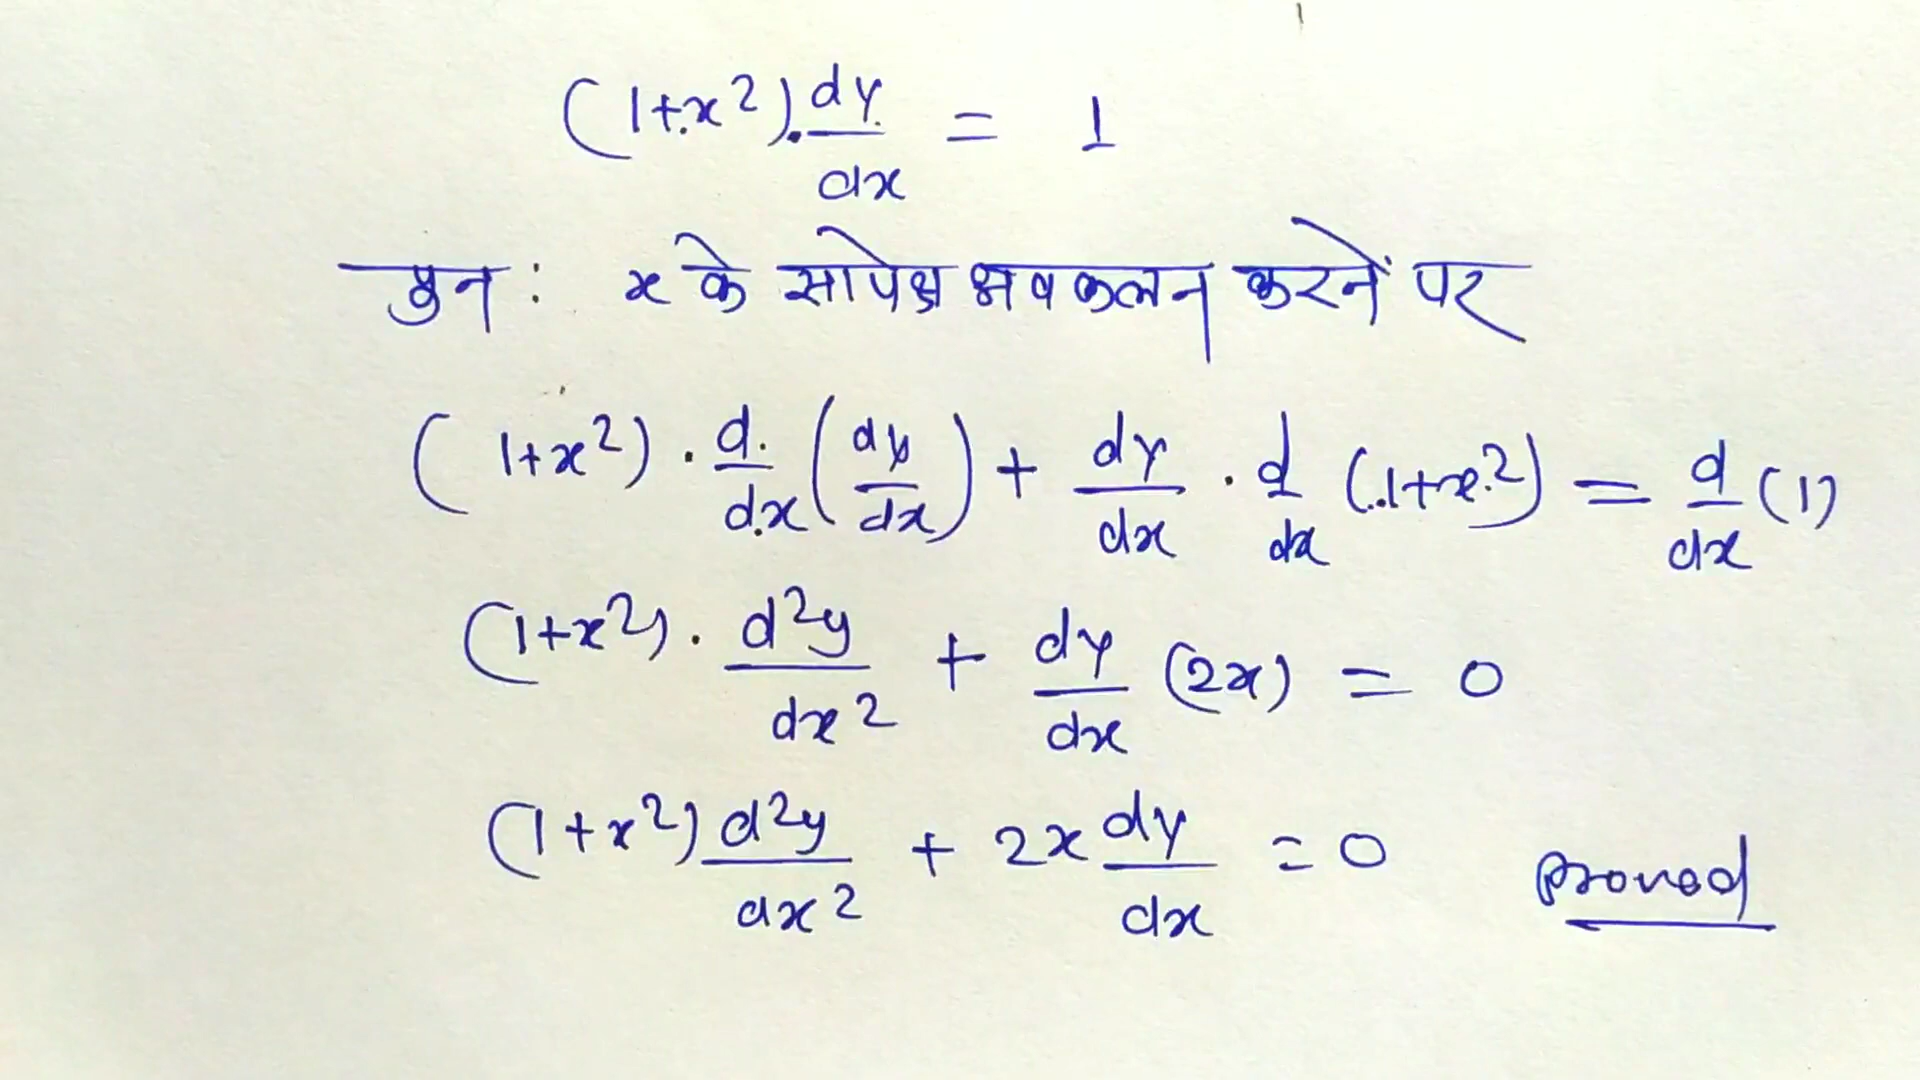 (1+x²).dy/dx = 1
पुन: x के सापेक्ष अवकलन करनें पर
(1+x²) . d/dx (dy/dx) + dy/dx . d/dx (1+x²) = d/dx (1)
(1+x²) . d²y/dx² + dy/dx (2x) = 0
(1+x²) d²y/dx² + 2x dy/dx = 0 proved